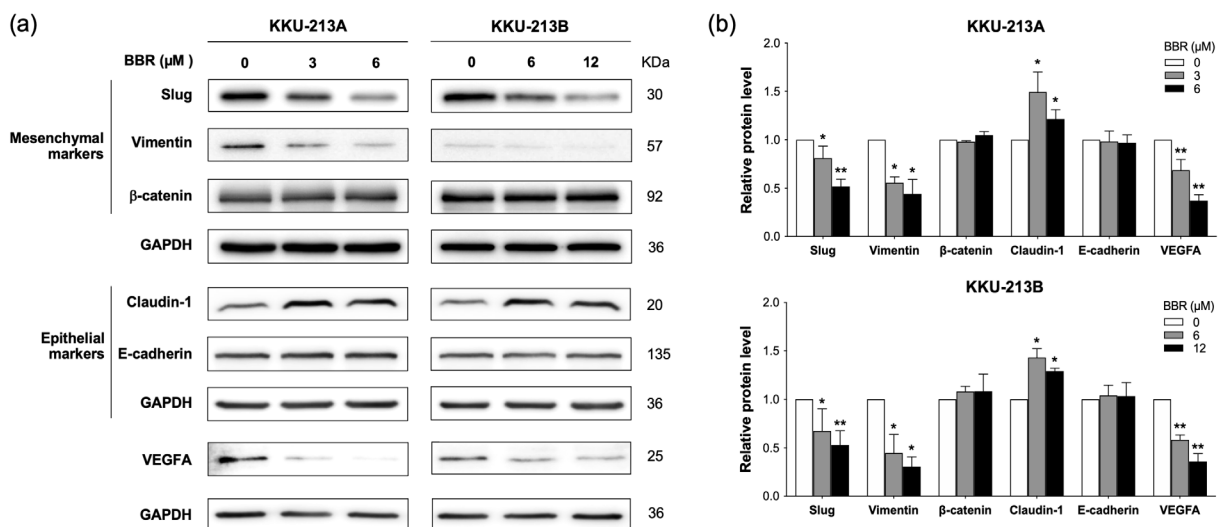 (a)
KKU-213A KKU-213B
BBR (µM ) 0 3 6 0 6 12 KDa
Mesenchymal markers
Slug 30
Vimentin 57
β-catenin 92
GAPDH 36
Epithelial markers
Claudin-1 20
E-cadherin 135
GAPDH 36
VEGFA 25
GAPDH 36
(b)
KKU-213A
Relative protein level
2.0
1.5
1.0
0.5
0.0
* ** * * * * ** **
Slug Vimentin β-catenin Claudin-1 E-cadherin VEGFA
BBR (µM)
0
3
6
KKU-213B
Relative protein level
2.0
1.5
1.0
0.5
0.0
* ** * * * * ** **
Slug Vimentin β-catenin Claudin-1 E-cadherin VEGFA
BBR (µM)
0
6
12